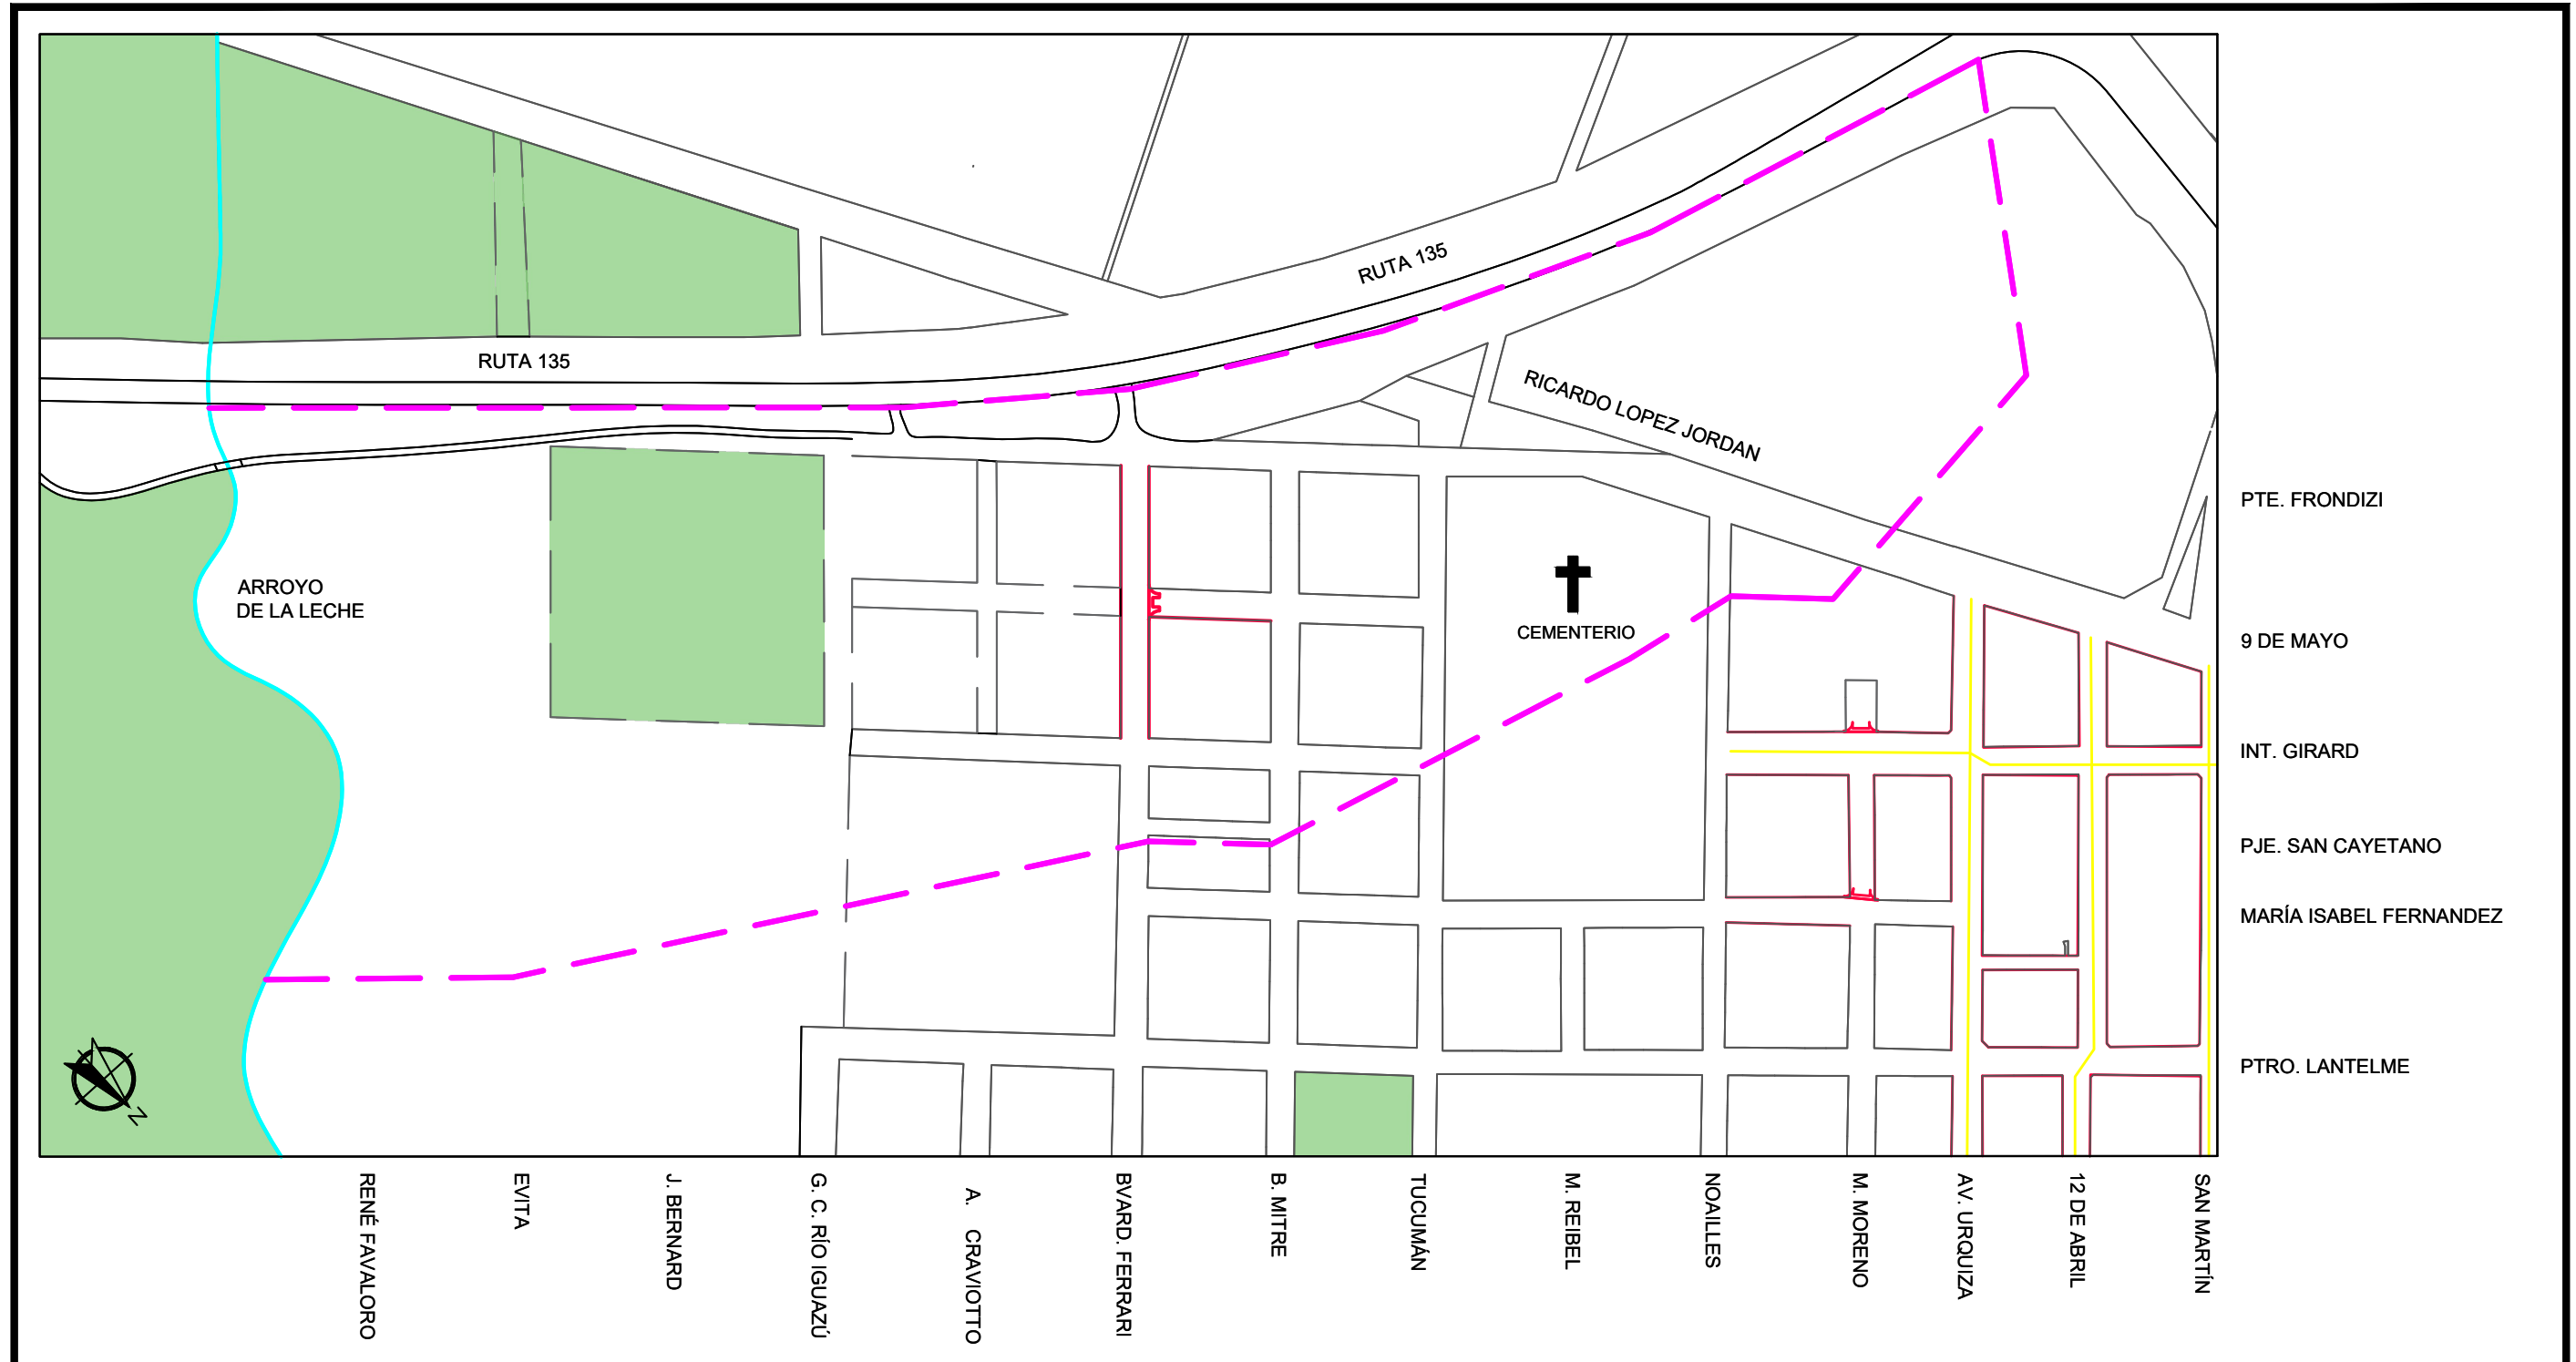 RUTA 135
RUTA 135
RICARDO LOPEZ JORDAN
ARROYO
DE LA LECHE
CEMENTERIO
PTE. FRONDIZI
9 DE MAYO
INT. GIRARD
PJE. SAN CAYETANO
MARÍA ISABEL FERNANDEZ
PTRO. LANTELME
N
RENÉ FAVALORO
EVITA
J. BERNARD
G. C. RÍO IGUAZÚ
A. CRAVIOTTO
BVARD. FERRARI
B. MITRE
TUCUMÁN
M. REIBEL
NOAILLES
M. MORENO
AV. URQUIZA
12 DE ABRIL
SAN MARTÍN